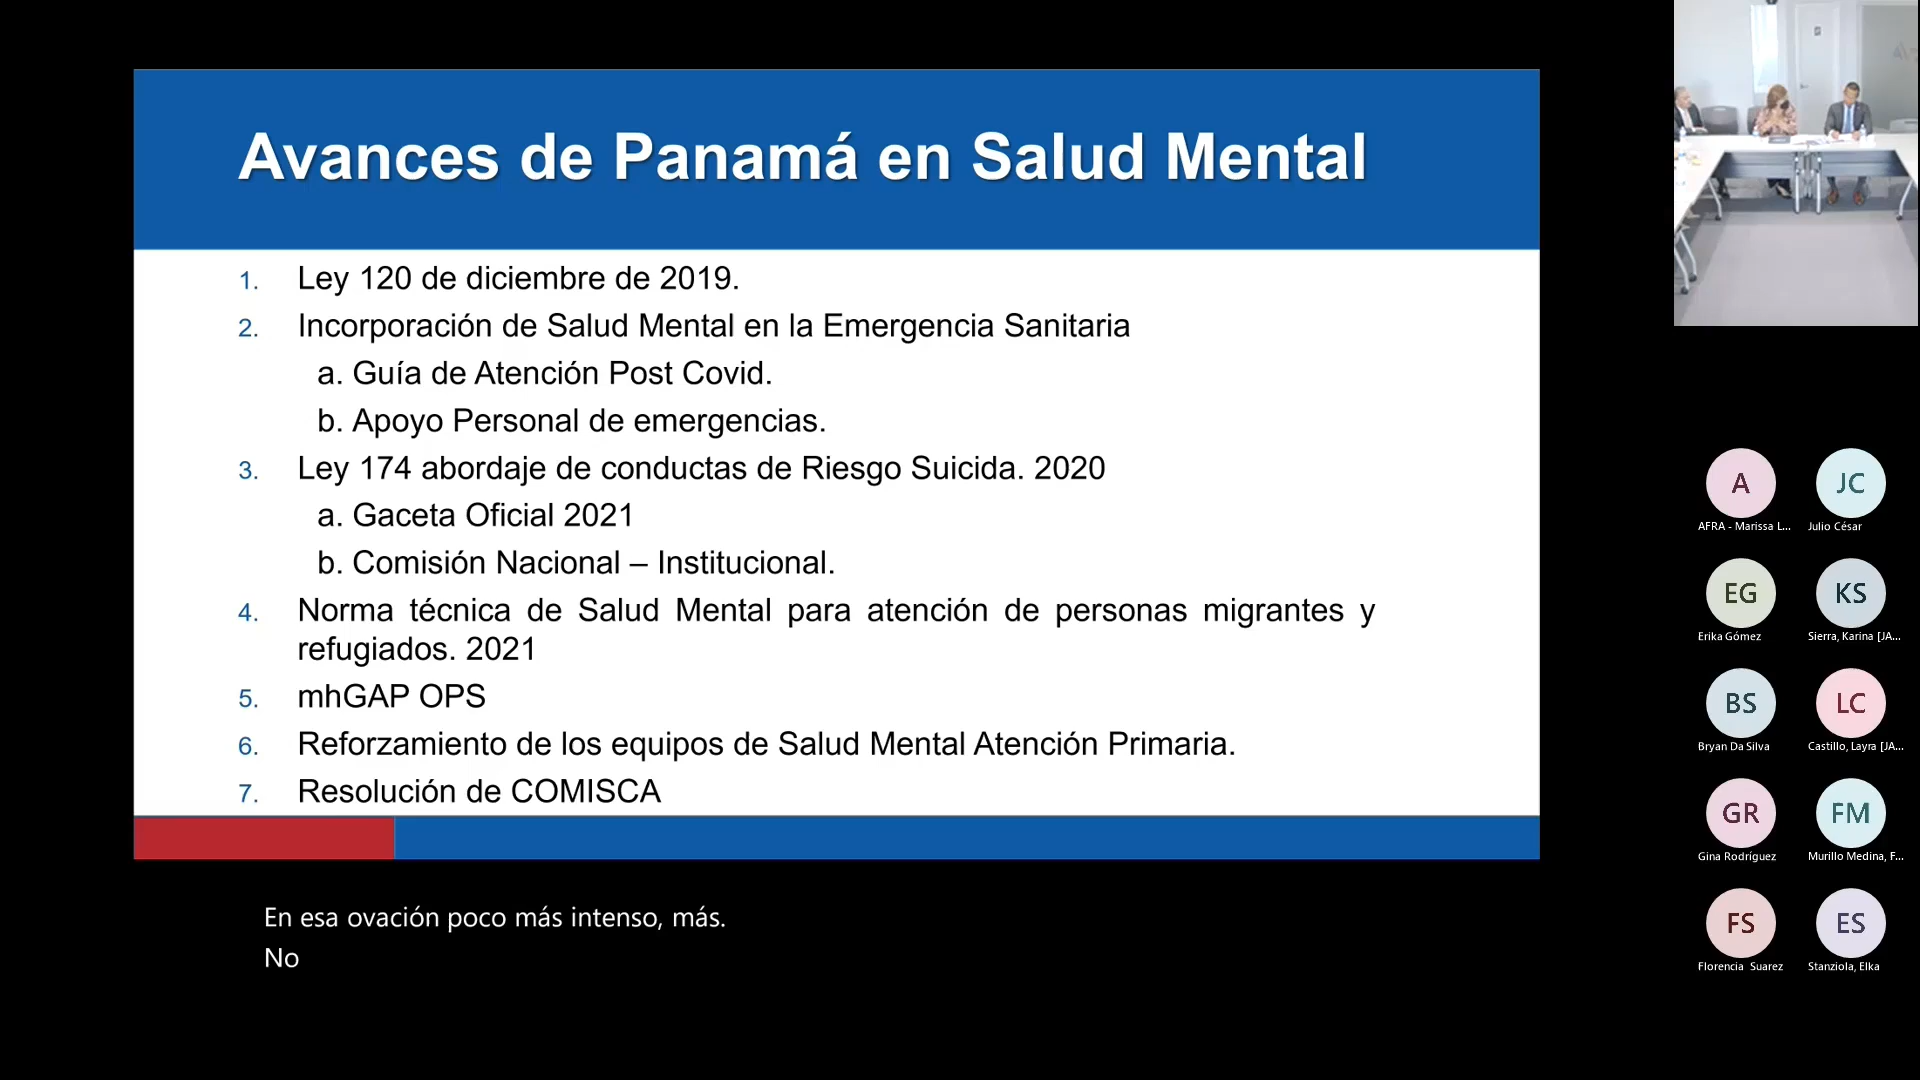 Avances de Panamá en Salud Mental
1. Ley 120 de diciembre de 2019.
2. Incorporación de Salud Mental en la Emergencia Sanitaria
a. Guía de Atención Post Covid.
b. Apoyo Personal de emergencias.
3. Ley 174 abordaje de conductas de Riesgo Suicida. 2020
a. Gaceta Oficial 2021
b. Comisión Nacional – Institucional.
4. Norma técnica de Salud Mental para atención de personas migrantes y
refugiados. 2021
5. mhGAP OPS
6. Reforzamiento de los equipos de Salud Mental Atención Primaria.
7. Resolución de COMISCA
En esa ovación poco más intenso, más.
No
A JC
AFRA - Marissa L... Julio César
EG KS
Erika Gómez Sierra, Karina [JA...
BS LC
Bryan Da Silva Castillo, Layra [JA...
GR FM
Gina Rodríguez Murillo Medina, F...
FS ES
Florencia Suarez Stanziola, Elka